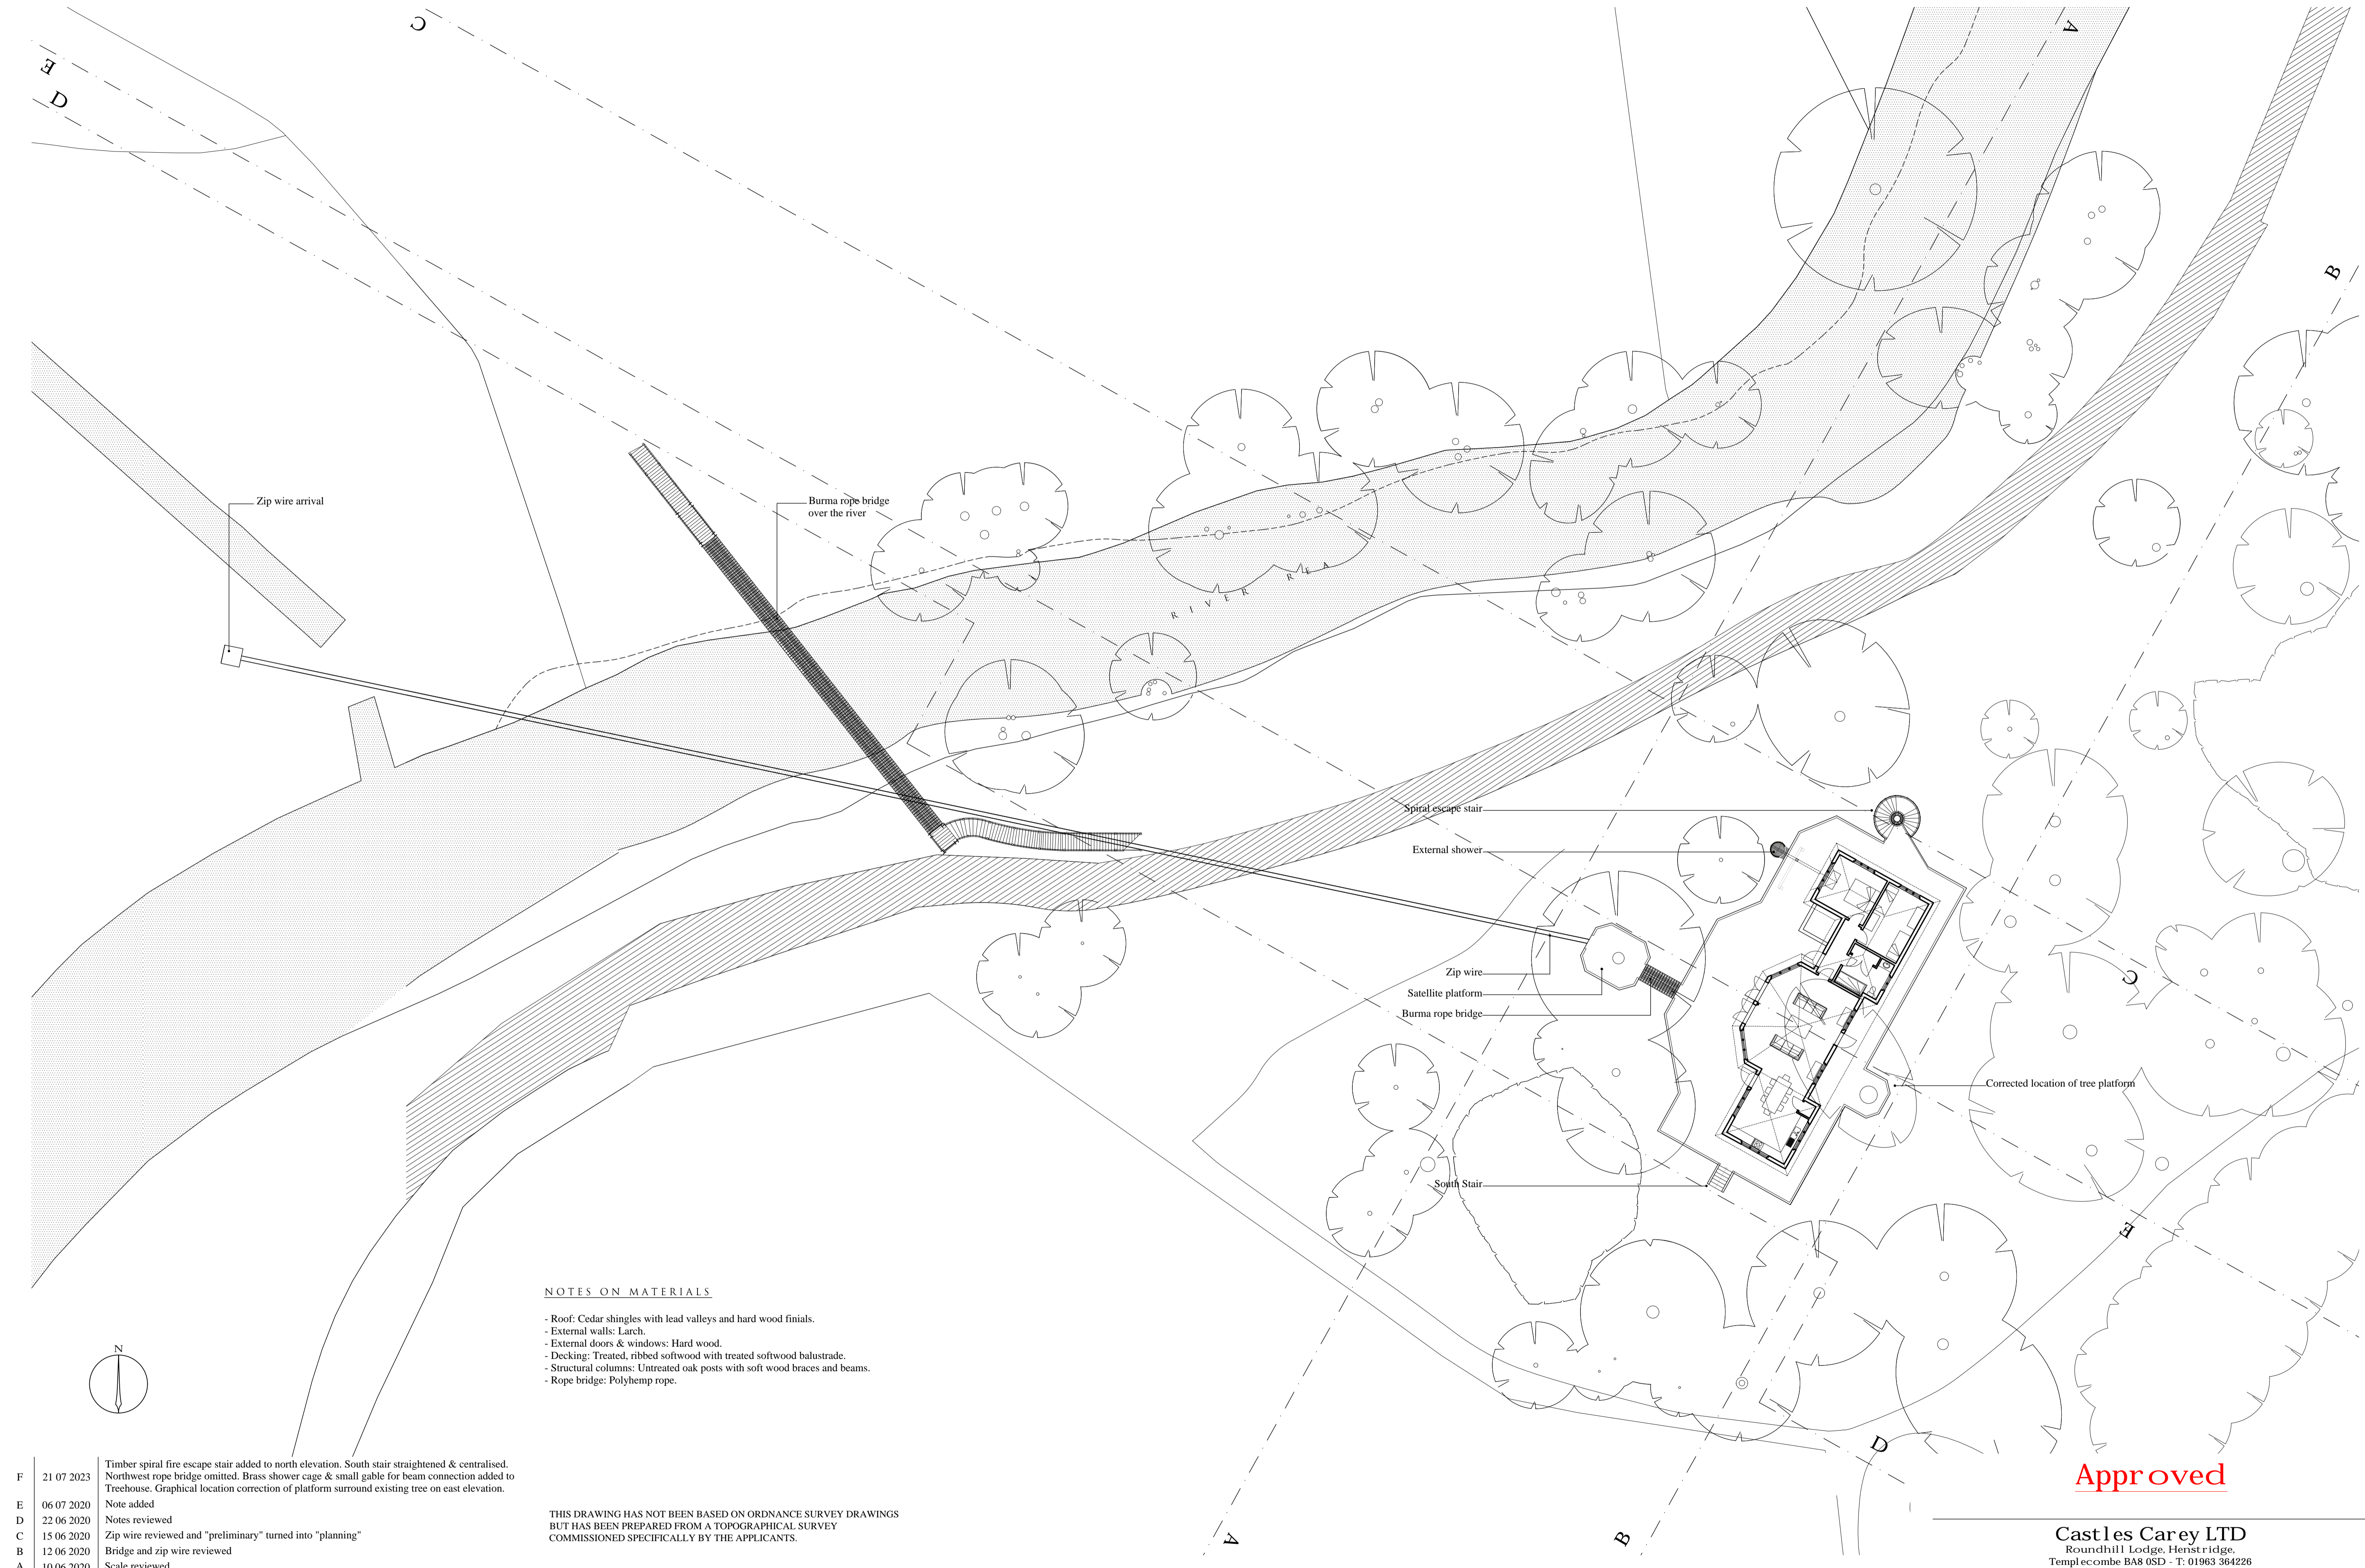 C
A
E
D
B
Zip wire arrival
Burma rope bridge
over the river
RIVER REA
Spiral escape stair
External shower
Zip wire
Satellite platform
Burma rope bridge
C
Corrected location of tree platform
South Stair
E
NOTES ON MATERIALS
- Roof: Cedar shingles with lead valleys and hard wood finials.
- External walls: Larch.
- External doors & windows: Hard wood.
- Decking: Treated, ribbed softwood with treated softwood balustrade.
- Structural columns: Untreated oak posts with soft wood braces and beams.
- Rope bridge: Polyhemp rope.
N
D
F 21 07 2023 Timber spiral fire escape stair added to north elevation. South stair straightened & centralised.
Northwest rope bridge omitted. Brass shower cage & small gable for beam connection added to
Treehouse. Graphical location correction of platform surround existing tree on east elevation.
E 06 07 2020 Note added
D 22 06 2020 Notes reviewed
C 15 06 2020 Zip wire reviewed and "preliminary" turned into "planning"
B 12 06 2020 Bridge and zip wire reviewed
A 10 06 2020 Scale reviewed
THIS DRAWING HAS NOT BEEN BASED ON ORDNANCE SURVEY DRAWINGS
BUT HAS BEEN PREPARED FROM A TOPOGRAPHICAL SURVEY
COMMISSIONED SPECIFICALLY BY THE APPLICANTS.
A
B
Approved
Castles Carey LTD
Roundhill Lodge, Henstridge,
Templecombe BA8 0SD - T: 01963 364226